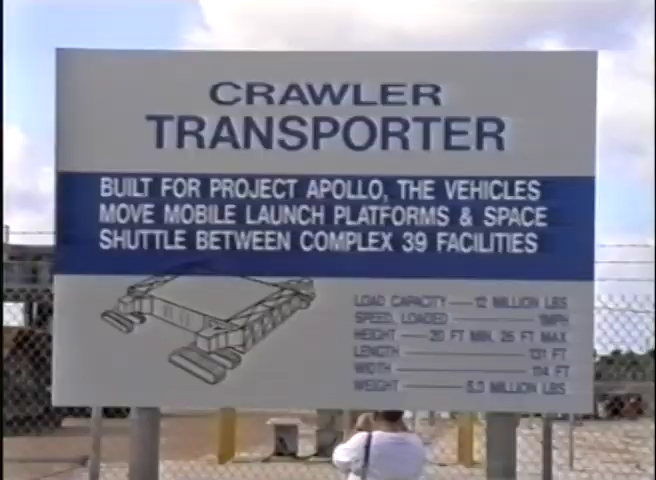 CRAWLER
TRANSPORTER
BUILT FOR PROJECT APOLLO, THE VEHICLES
MOVE MOBILE LAUNCH PLATFORMS & SPACE
SHUTTLE BETWEEN COMPLEX 39 FACILITIES
LOAD CAPACITY — 12 MILLION LBS
SPEED, LOADED — 1MPH
HEIGHT — 20 FT MIN. 26 FT MAX
LENGTH — 131 FT
WIDTH — 114 FT
WEIGHT — 5.5 MILLION LBS